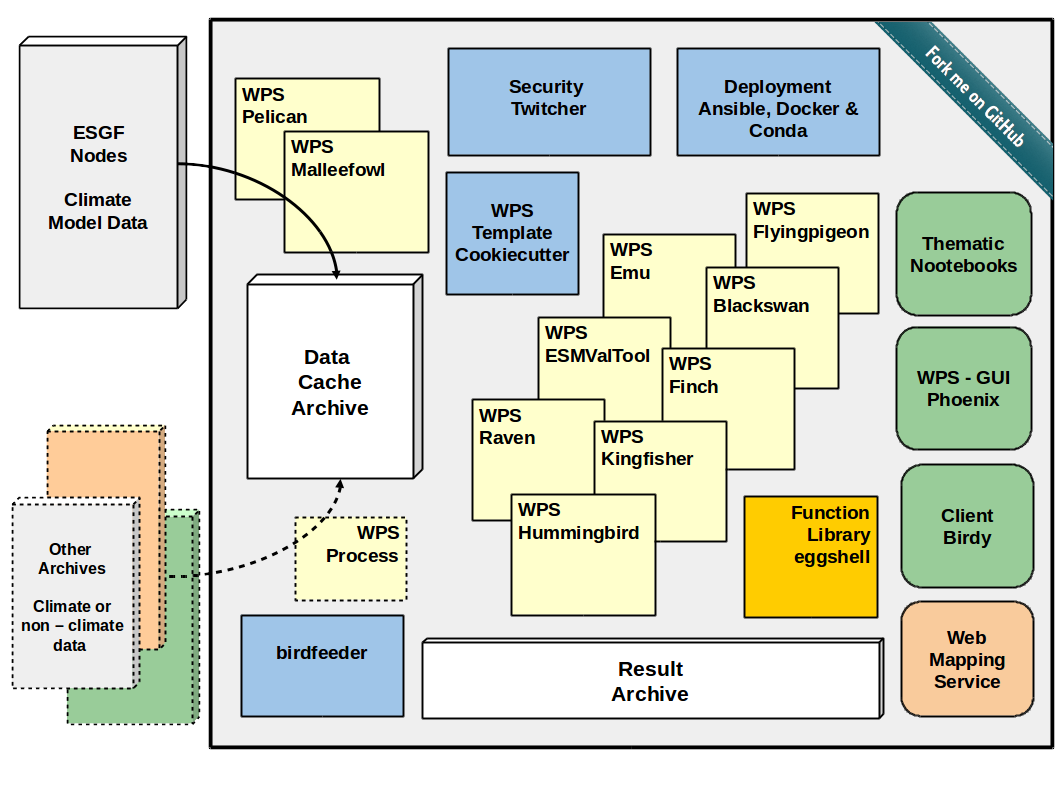 ESGF
Nodes
Climate
Model Data
WPS
Pelican
WPS
Malleefowl
Security
Twitcher
Deployment
Ansible, Docker &
Conda
Fork me on GitHub
WPS
Template
Cookiecutter
WPS
Flyingpigeon
WPS
Emu
WPS
Blackswan
WPS
ESMValTool
WPS
Finch
WPS
Raven
WPS
Kingfisher
WPS
Hummingbird
Thematic
Nootebooks
WPS - GUI
Phoenix
Client
Birdy
Web
Mapping
Service
Data
Cache
Archive
WPS
Process
Function
Library
eggshell
Other
Archives
Climate or
non – climate
data
birdfeeder
Result
Archive